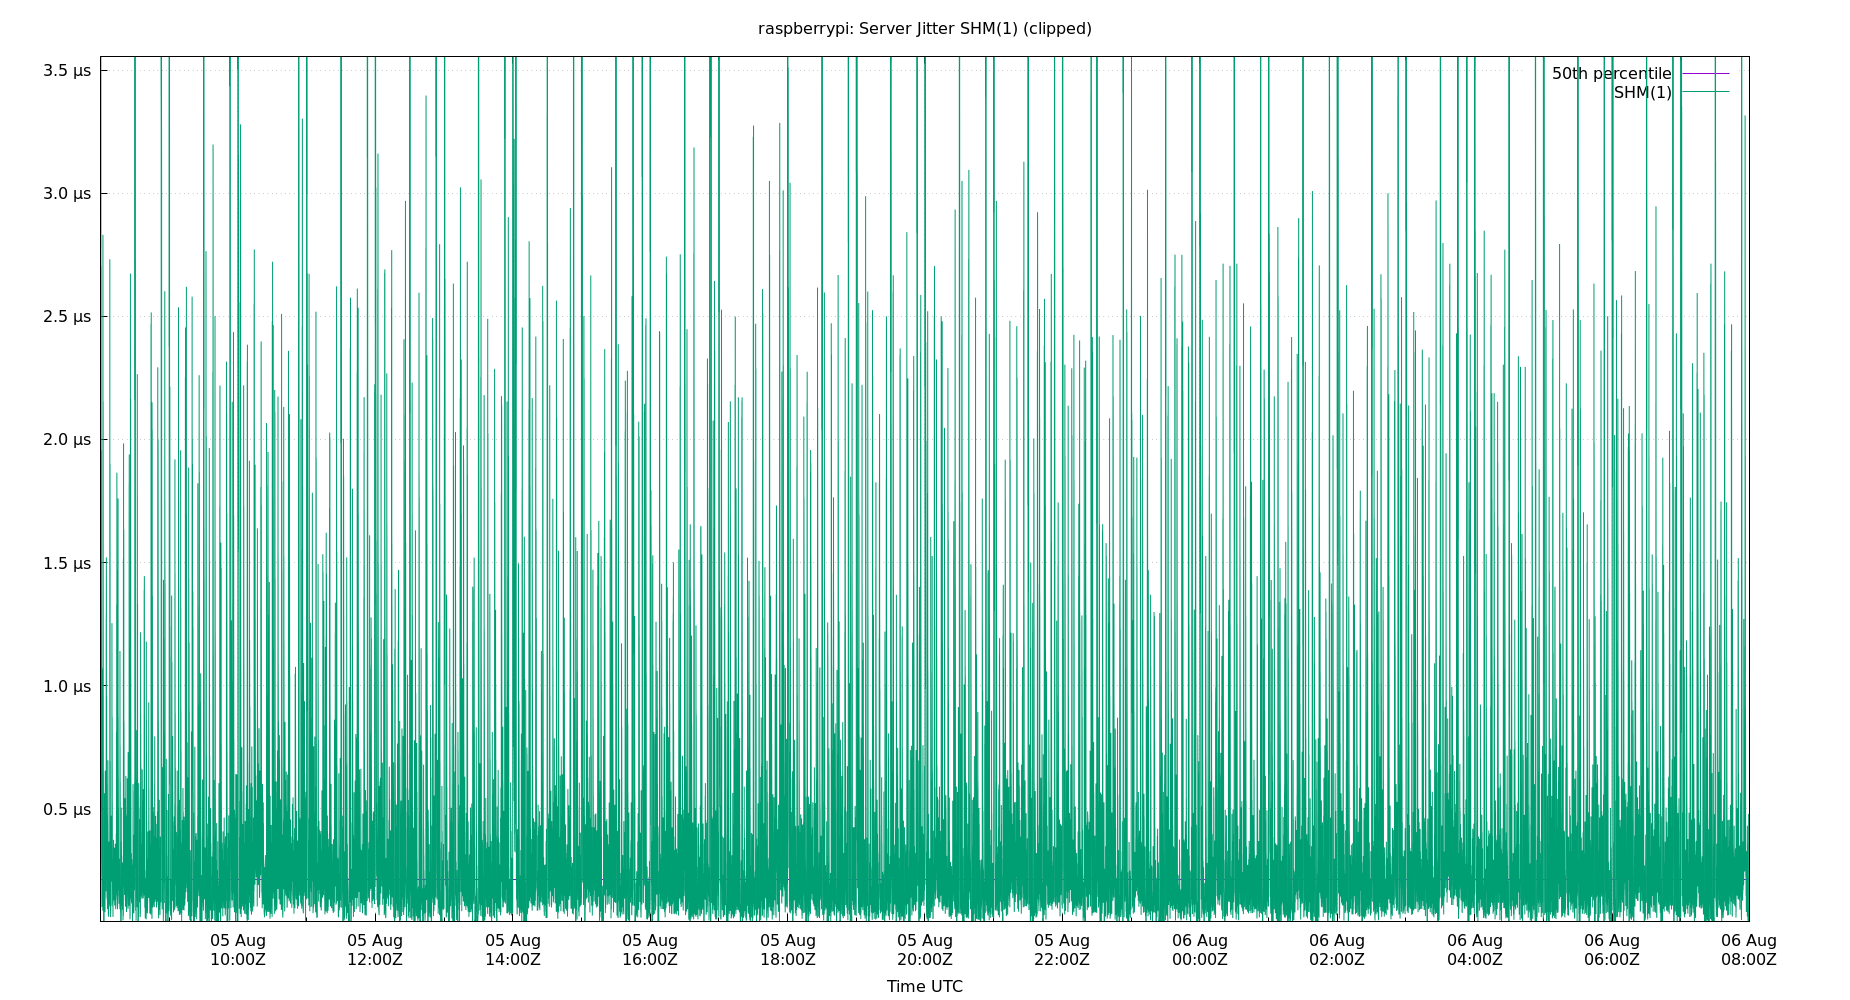 raspberrypi: Server Jitter SHM(1) (clipped)
3.5 µs
3.0 µs
2.5 µs
2.0 µs
1.5 µs
1.0 µs
0.5 µs
50th percentile
SHM(1)
05 Aug 05 Aug 05 Aug 05 Aug 05 Aug 05 Aug 05 Aug 06 Aug 06 Aug 06 Aug 06 Aug 06 Aug
10:00Z 12:00Z 14:00Z 16:00Z 18:00Z 20:00Z 22:00Z 00:00Z 02:00Z 04:00Z 06:00Z 08:00Z
Time UTC